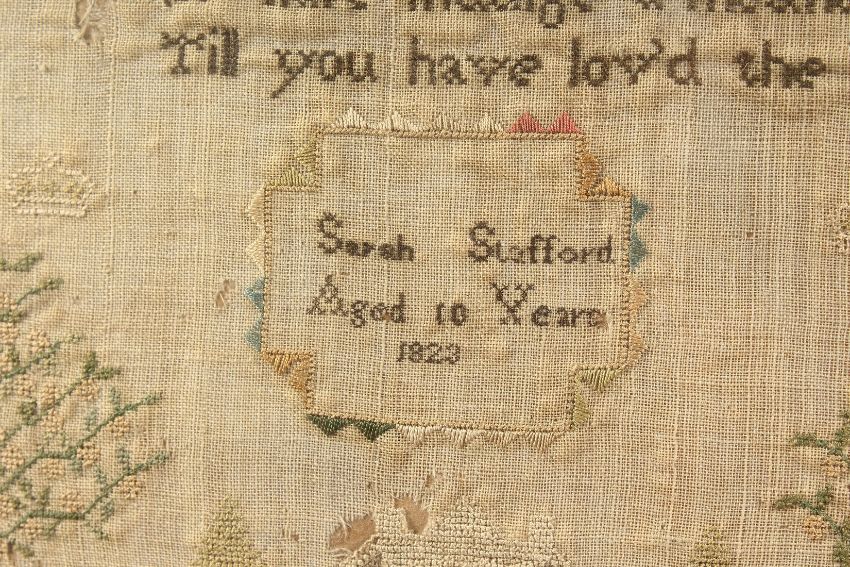 Till you have lov'd the
Sarah Stafford
Aged 10 Years
1823